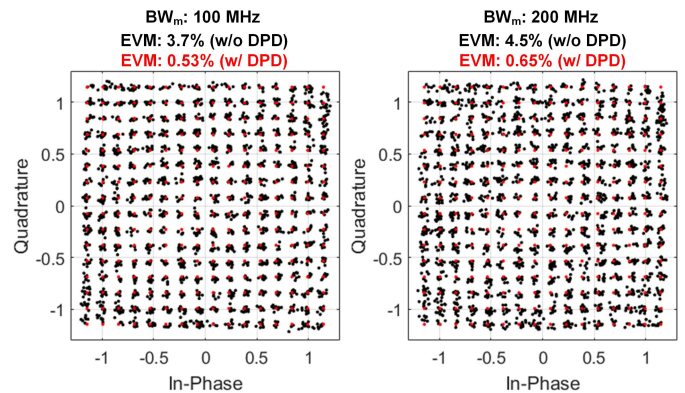 BWm: 100 MHz
EVM: 3.7% (w/o DPD)
EVM: 0.53% (w/ DPD)
1
0.5
0
-0.5
-1
Quadrature
-1 -0.5 0 0.5 1
In-Phase
BWm: 200 MHz
EVM: 4.5% (w/o DPD)
EVM: 0.65% (w/ DPD)
1
0.5
0
-0.5
-1
Quadrature
-1 -0.5 0 0.5 1
In-Phase